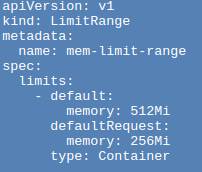 apiVersion: v1
kind: LimitRange
metadata:
  name: mem-limit-range
spec:
  limits:
    - default:
        memory: 512Mi
      defaultRequest:
        memory: 256Mi
      type: Container